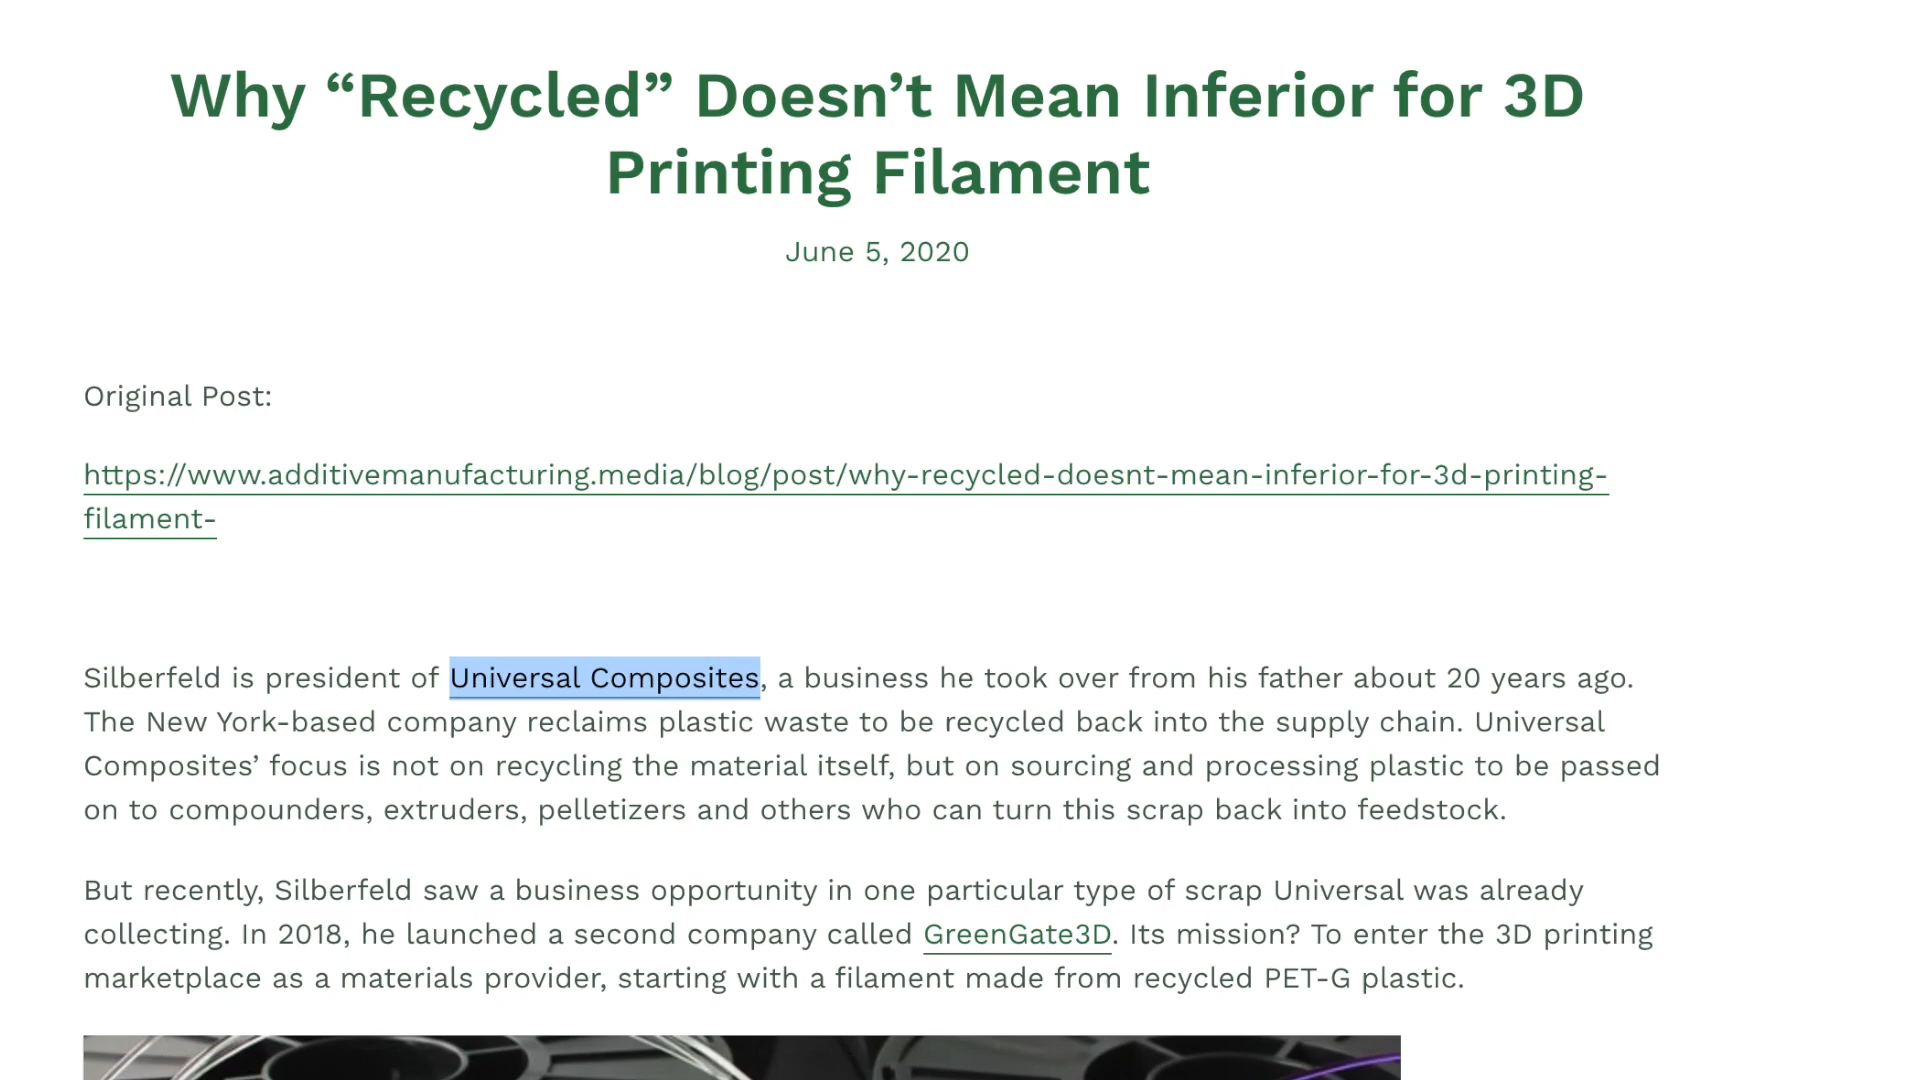 Why “Recycled” Doesn’t Mean Inferior for 3D
Printing Filament
June 5, 2020
Original Post:
https://www.additivemanufacturing.media/blog/post/why-recycled-doesnt-mean-inferior-for-3d-printing-
filament-
Silberfeld is president of Universal Composites, a business he took over from his father about 20 years ago.
The New York-based company reclaims plastic waste to be recycled back into the supply chain. Universal
Composites’ focus is not on recycling the material itself, but on sourcing and processing plastic to be passed
on to compounders, extruders, pelletizers and others who can turn this scrap back into feedstock.
But recently, Silberfeld saw a business opportunity in one particular type of scrap Universal was already
collecting. In 2018, he launched a second company called GreenGate3D. Its mission? To enter the 3D printing
marketplace as a materials provider, starting with a filament made from recycled PET-G plastic.